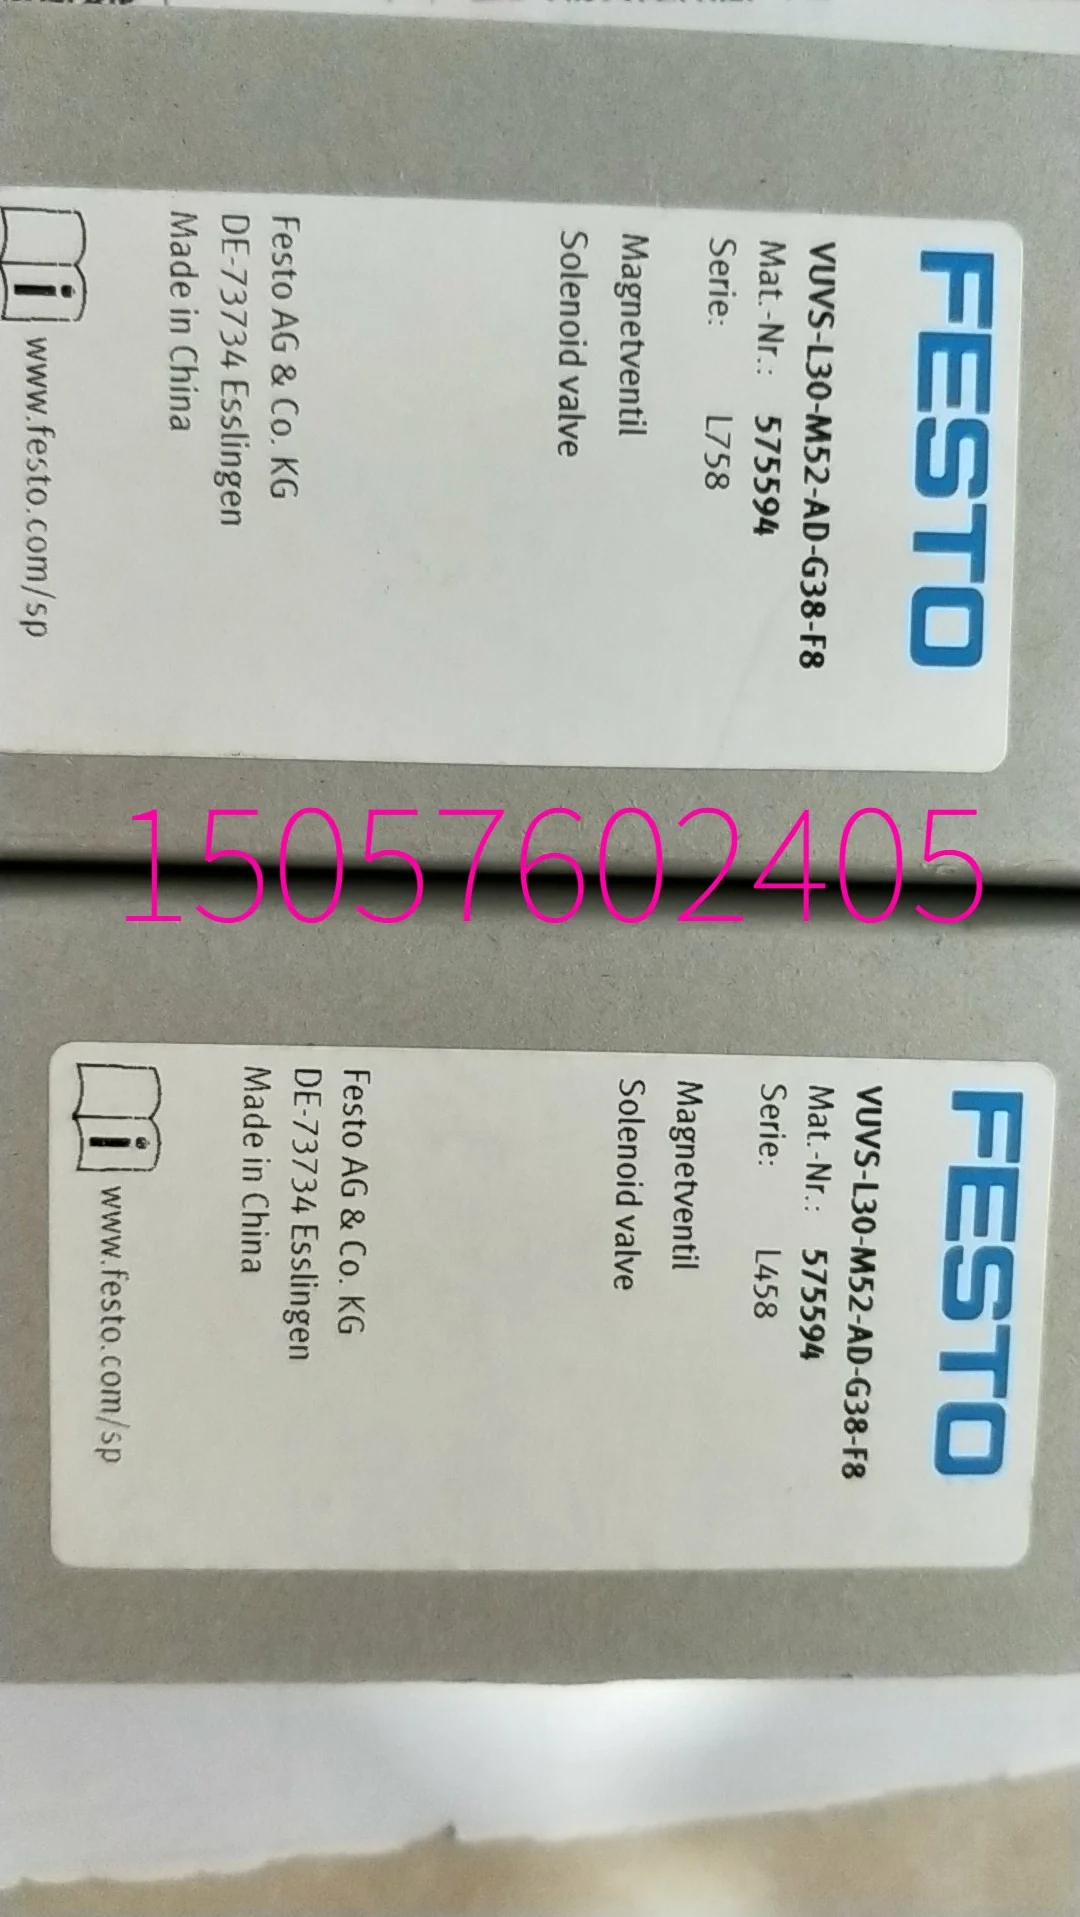 FESTO
VUVS-L30-M52-AD-G38-F8
Mat.-Nr.: 575594
Serie: L758
Magnetventil
Solenoid valve
Festo AG & Co. KG
DE-73734 Esslingen
Made in China
www.festo.com/sp
15057602405
FESTO
VUVS-L30-M52-AD-G38-F8
Mat.-Nr.: 575594
Serie: L458
Magnetventil
Solenoid valve
Festo AG & Co. KG
DE-73734 Esslingen
Made in China
www.festo.com/sp